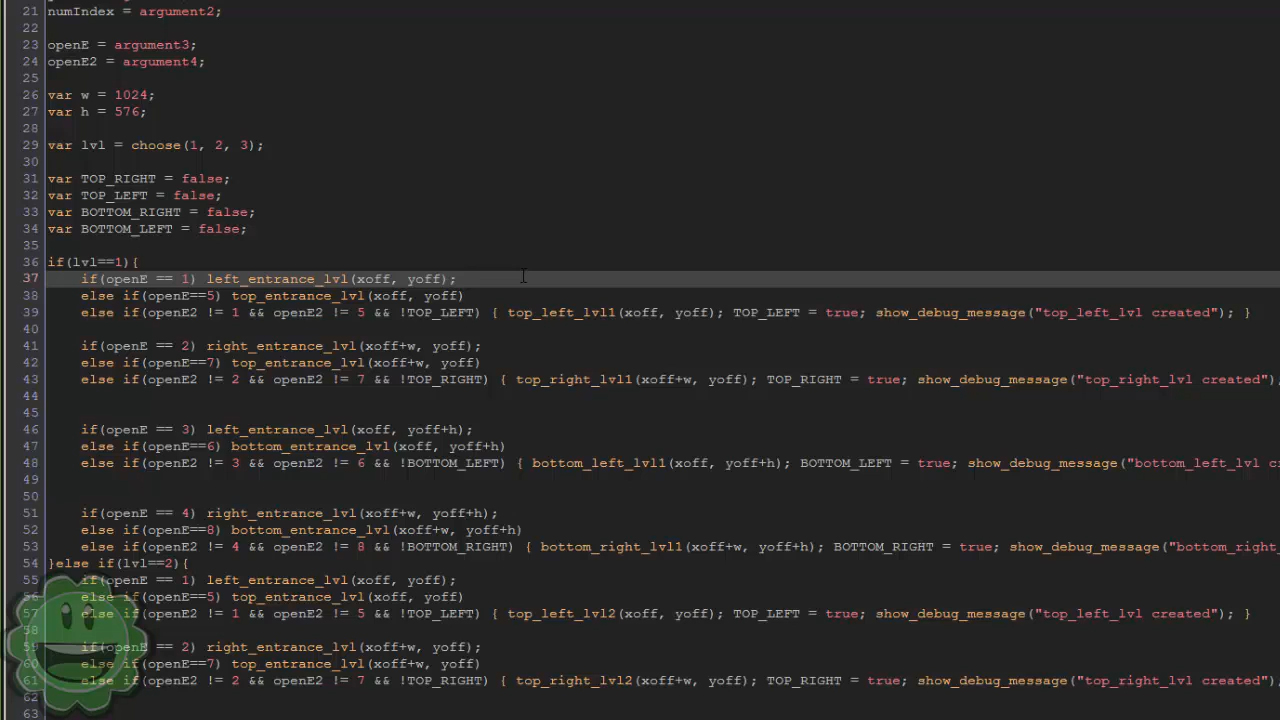 21 numIndex = argument2;
22
23 openE = argument3;
24 openE2 = argument4;
25
26 var w = 1024;
27 var h = 576;
28
29 var lvl = choose(1, 2, 3);
30
31 var TOP_RIGHT = false;
32 var TOP_LEFT = false;
33 var BOTTOM_RIGHT = false;
34 var BOTTOM_LEFT = false;
35
36 if(lvl==1){
37 if(openE == 1) left_entrance_lvl(xoff, yoff);
38 else if(openE==5) top_entrance_lvl(xoff, yoff)
39 else if(openE2 != 1 && openE2 != 5 && !TOP_LEFT) { top_left_lvl1(xoff, yoff); TOP_LEFT = true; show_debug_message("top_left_lvl created"); }
40
41 if(openE == 2) right_entrance_lvl(xoff+w, yoff);
42 else if(openE==7) top_entrance_lvl(xoff+w, yoff)
43 else if(openE2 != 2 && openE2 != 7 && !TOP_RIGHT) { top_right_lvl1(xoff+w, yoff); TOP_RIGHT = true; show_debug_message("top_right_lvl created");
44
45
46 if(openE == 3) left_entrance_lvl(xoff, yoff+h);
47 else if(openE==6) bottom_entrance_lvl(xoff, yoff+h)
48 else if(openE2 != 3 && openE2 != 6 && !BOTTOM_LEFT) { bottom_left_lvl1(xoff, yoff+h); BOTTOM_LEFT = true; show_debug_message("bottom_left_lvl cr
49
50
51 if(openE == 4) right_entrance_lvl(xoff+w, yoff+h);
52 else if(openE==8) bottom_entrance_lvl(xoff+w, yoff+h)
53 else if(openE2 != 4 && openE2 != 8 && !BOTTOM_RIGHT) { bottom_right_lvl1(xoff+w, yoff+h); BOTTOM_RIGHT = true; show_debug_message("bottom_right_
54 }else if(lvl==2){
55 if(openE == 1) left_entrance_lvl(xoff, yoff);
56 else if(openE==5) top_entrance_lvl(xoff, yoff)
57 else if(openE2 != 1 && openE2 != 5 && !TOP_LEFT) { top_left_lvl2(xoff, yoff); TOP_LEFT = true; show_debug_message("top_left_lvl created"); }
58
59 if(openE == 2) right_entrance_lvl(xoff+w, yoff);
60 else if(openE==7) top_entrance_lvl(xoff+w, yoff)
61 else if(openE2 != 2 && openE2 != 7 && !TOP_RIGHT) { top_right_lvl2(xoff+w, yoff); TOP_RIGHT = true; show_debug_message("top_right_lvl created");
62
63